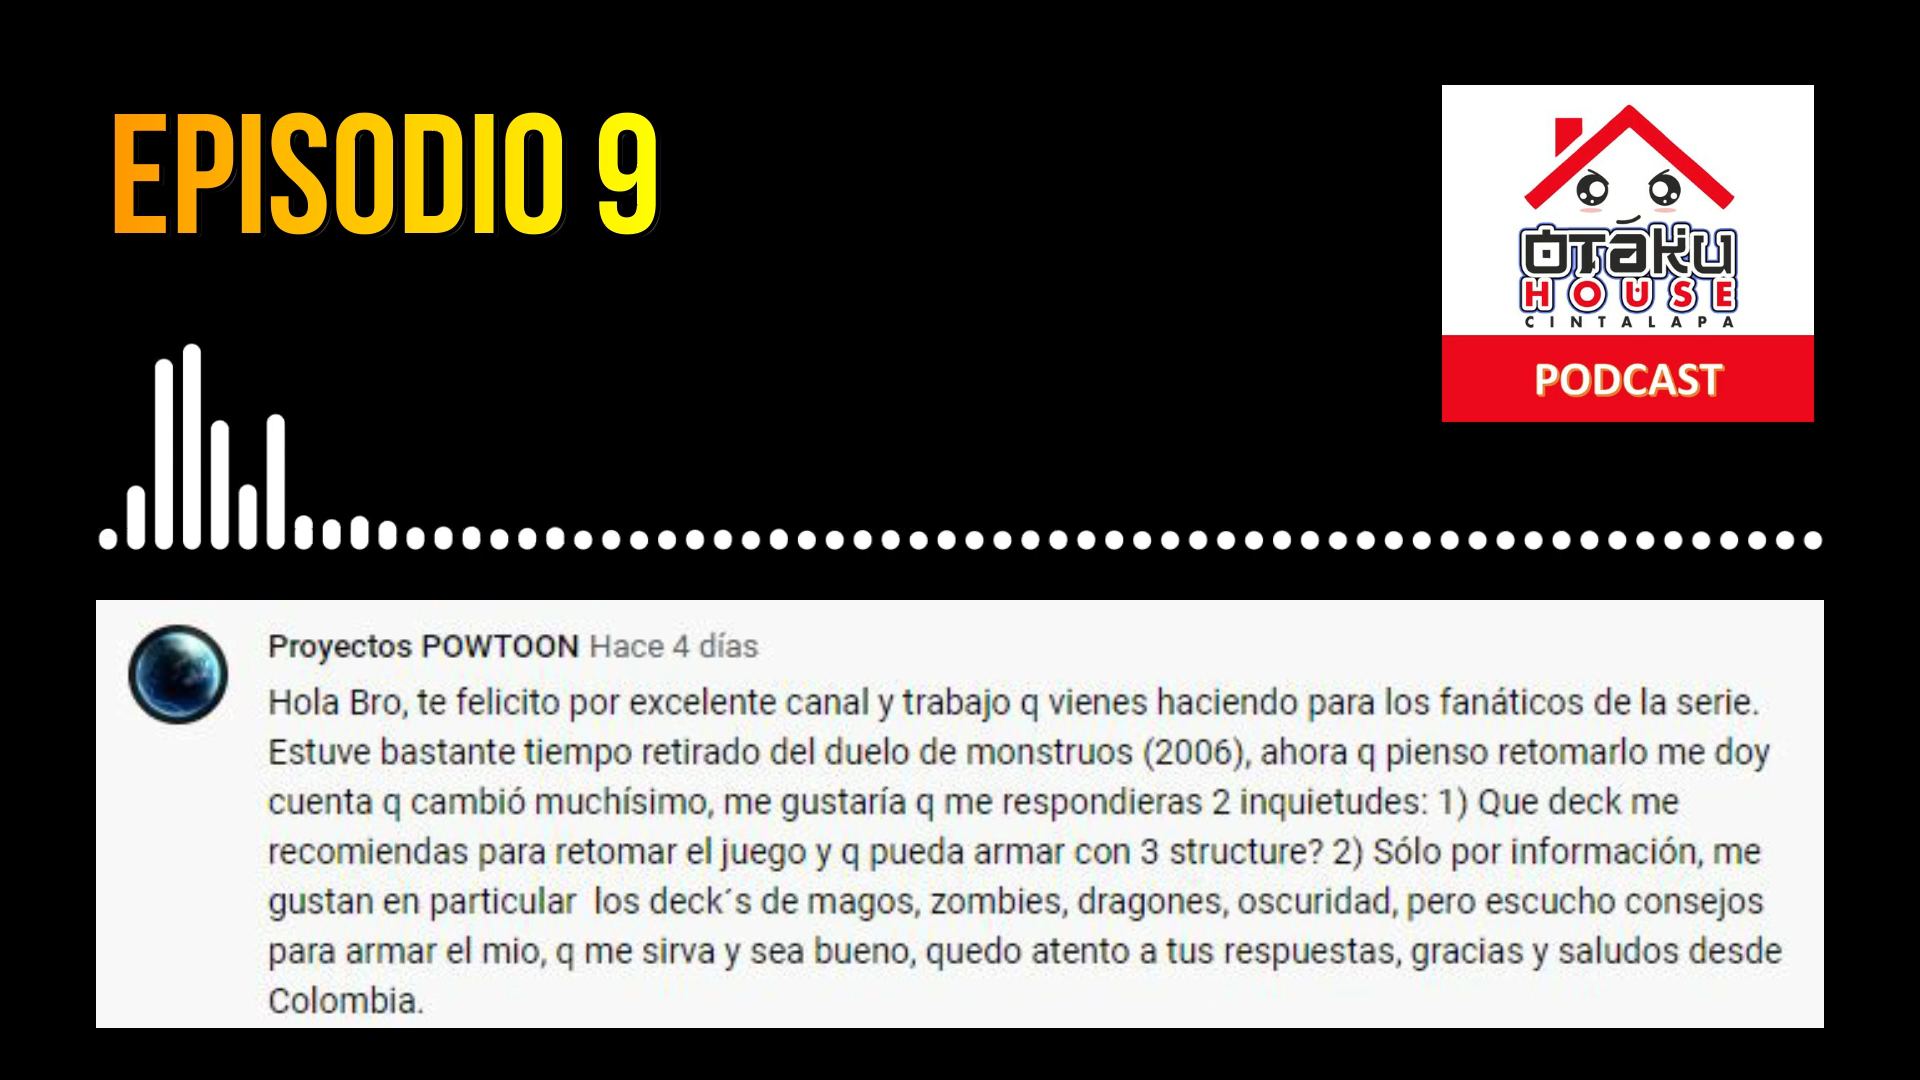 EPISODIO 9
OTAKU
HOUSE
CINTALAPA
PODCAST
Proyectos POWTOON Hace 4 días
Hola Bro, te felicito por excelente canal y trabajo q vienes haciendo para los fanáticos de la serie.
Estuve bastante tiempo retirado del duelo de monstruos (2006), ahora q pienso retomarlo me doy
cuenta q cambió muchísimo, me gustaría q me respondieras 2 inquietudes: 1) Que deck me
recomiendas para retomar el juego y q pueda armar con 3 structure? 2) Sólo por información, me
gustan en particular  los deck´s de magos, zombies, dragones, oscuridad, pero escucho consejos
para armar el mio, q me sirva y sea bueno, quedo atento a tus respuestas, gracias y saludos desde
Colombia.